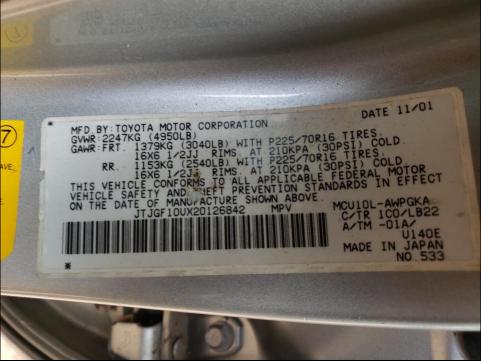 DATE 11/01
MFD.BY:TOYOTA MOTOR CORPORATION
GVWR:2247KG (4950LB)
GAWR:FRT. 1379KG (3040LB) WITH P225/70R16 TIRES,
16X6 1/2JJ RIMS, AT 210KPA (30PSI) COLD
RR. 1153KG (2540LB) WITH P225/70R16 TIRES,
16X6 1/2JJ RIMS, AT 210KPA (30PSI) COLD
THIS VEHICLE CONFORMS TO ALL APPLICABLE FEDERAL MOTOR
VEHICLE SAFETY AND THEFT PREVENTION STANDARDS IN EFFECT
ON THE DATE OF MANUFACTURE SHOWN ABOVE.
JTJGF10UX20126842 MPV
MCU10L-AWPGKA
C/TR 1C0/LB22
A/TM -01A/
U140E
MADE IN JAPAN
NO.533
7
AVE,